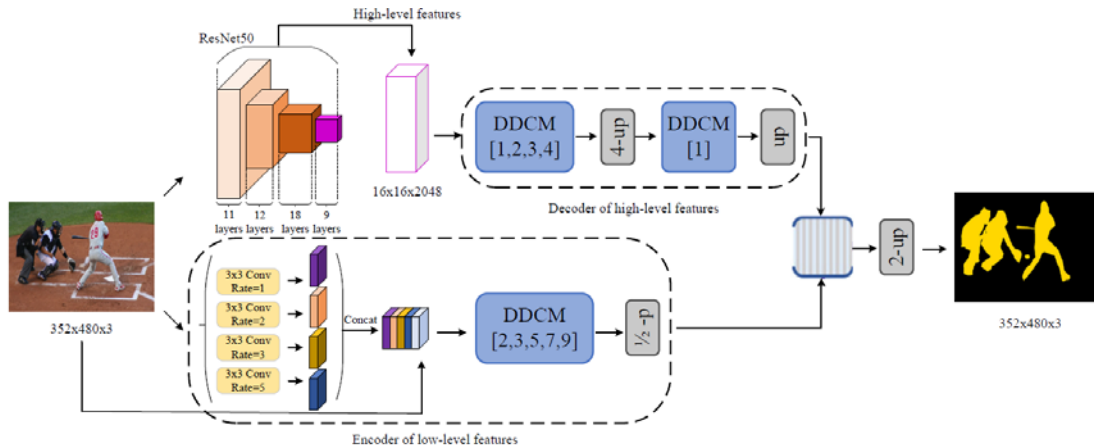 High-level features
ResNet50
11
layers
12
layers
18
layers
9
layers
16x16x2048
DDCM
[1,2,3,4]
4-up
DDCM
[1]
up
Decoder of high-level features
352x480x3
3x3 Conv
Rate=1
3x3 Conv
Rate=2
3x3 Conv
Rate=3
3x3 Conv
Rate=5
Concat
DDCM
[2,3,5,7,9]
½-p
Encoder of low-level features
2-up
352x480x3